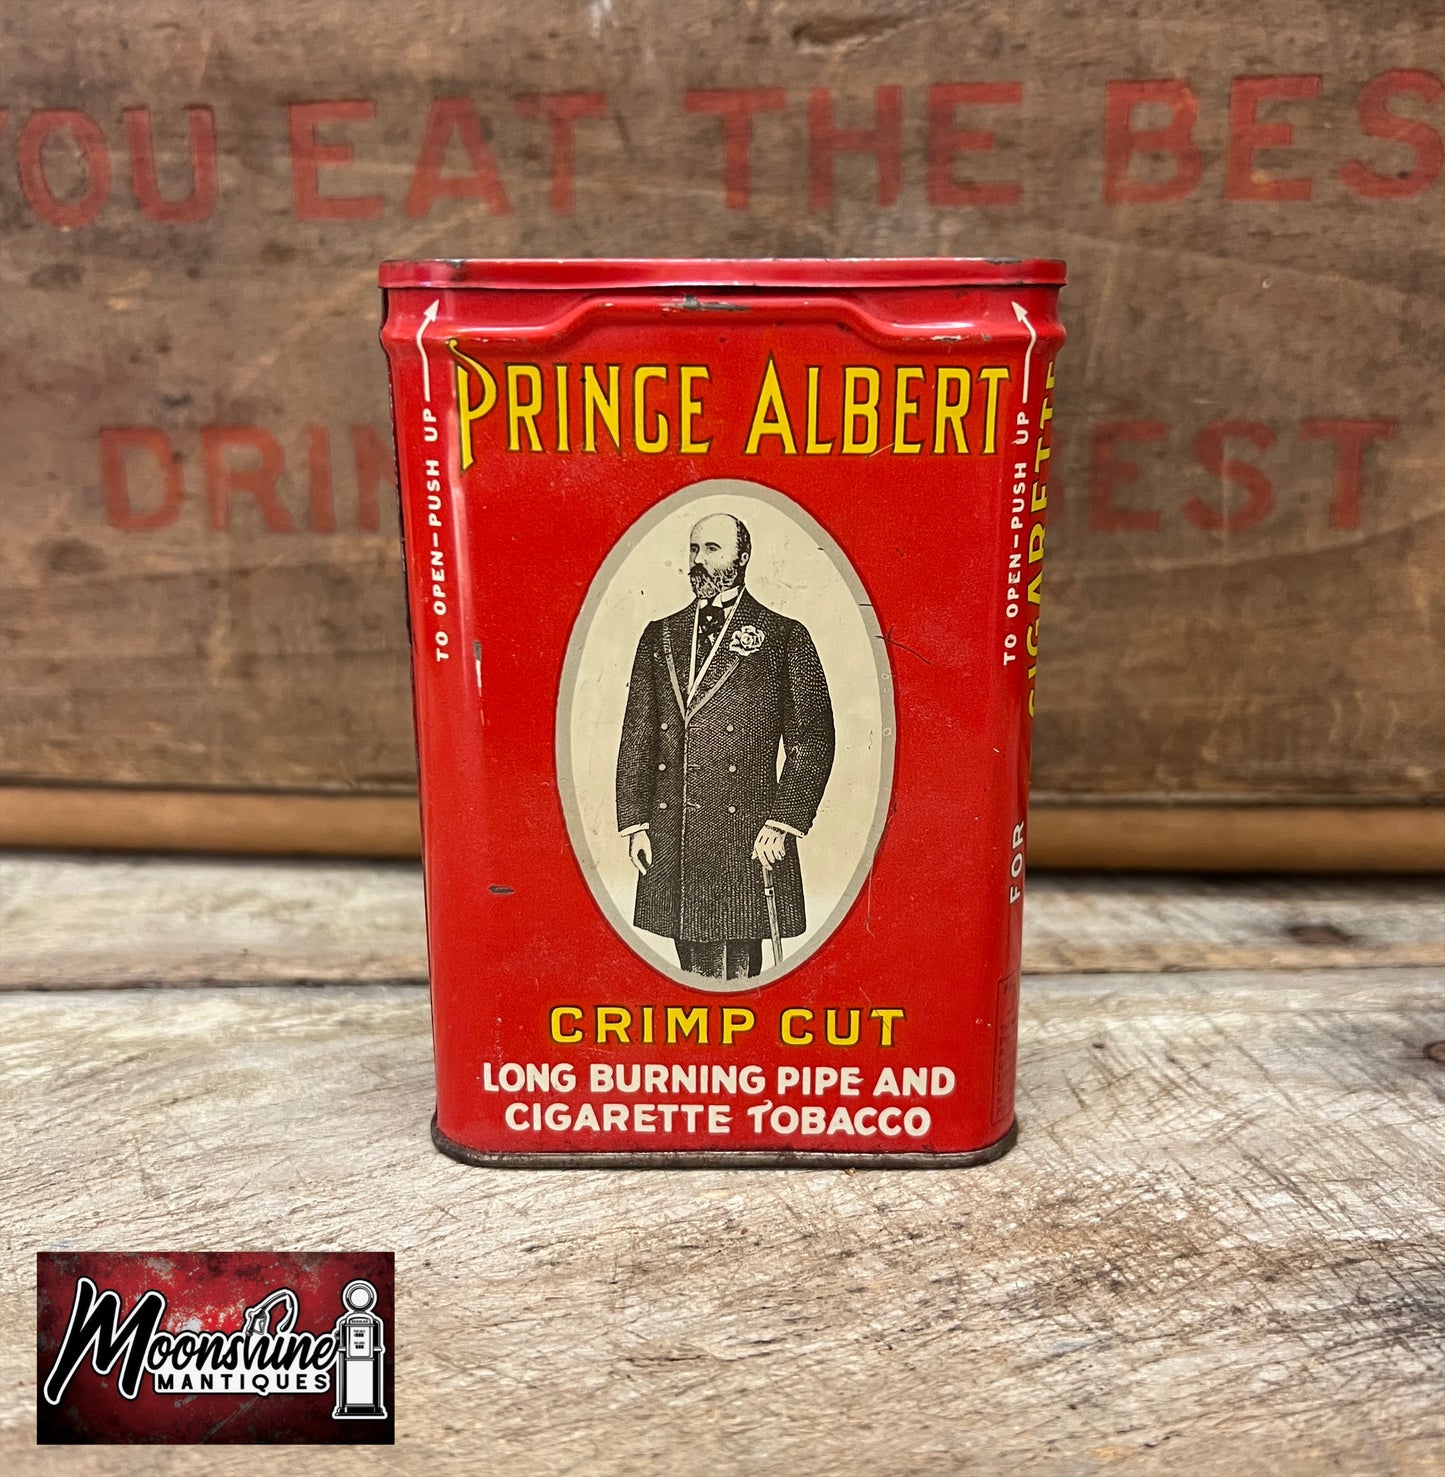 YOU EAT THE BES
DRIN
EST
TO OPEN-PUSH UP
PRINCE ALBERT
TO OPEN-PUSH UP
FOR CIGARETTE
CRIMP CUT
LONG BURNING PIPE AND
CIGARETTE TOBACCO
Moonshine
MANTIQUES